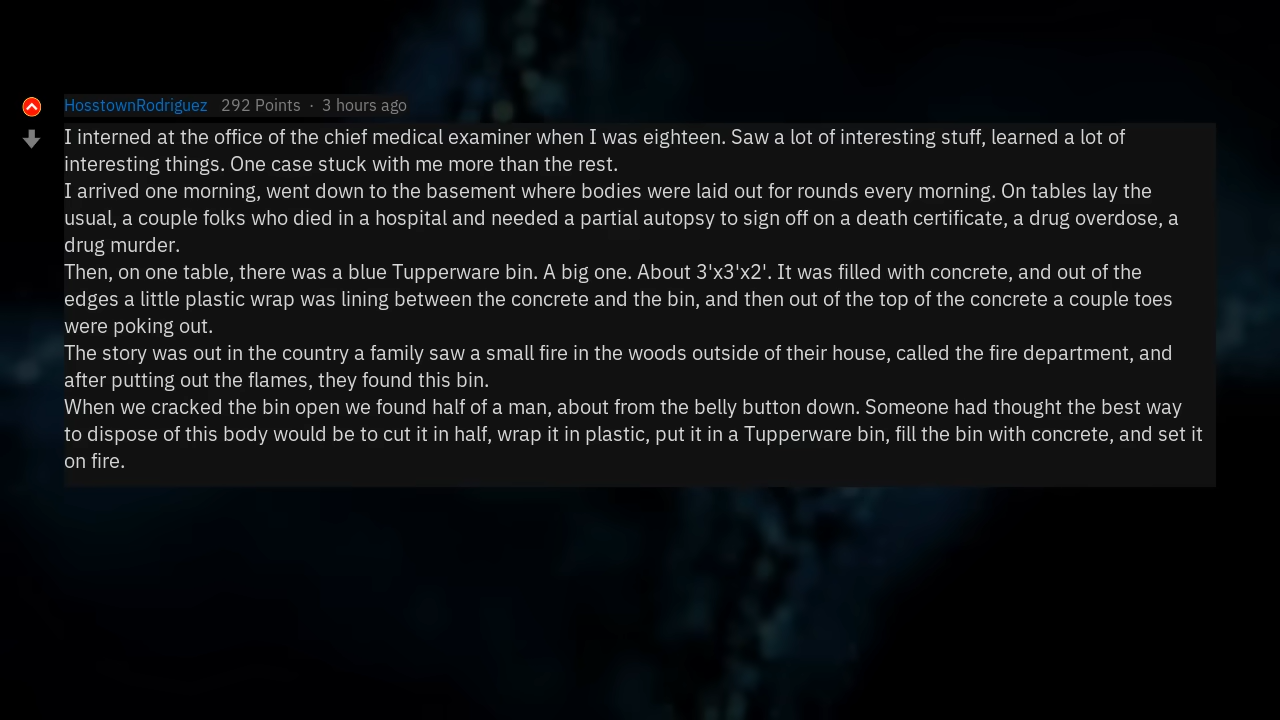 HosstownRodriguez 292 Points · 3 hours ago
I interned at the office of the chief medical examiner when I was eighteen. Saw a lot of interesting stuff, learned a lot of
interesting things. One case stuck with me more than the rest.
I arrived one morning, went down to the basement where bodies were laid out for rounds every morning. On tables lay the
usual, a couple folks who died in a hospital and needed a partial autopsy to sign off on a death certificate, a drug overdose, a
drug murder.
Then, on one table, there was a blue Tupperware bin. A big one. About 3'x3'x2'. It was filled with concrete, and out of the
edges a little plastic wrap was lining between the concrete and the bin, and then out of the top of the concrete a couple toes
were poking out.
The story was out in the country a family saw a small fire in the woods outside of their house, called the fire department, and
after putting out the flames, they found this bin.
When we cracked the bin open we found half of a man, about from the belly button down. Someone had thought the best way
to dispose of this body would be to cut it in half, wrap it in plastic, put it in a Tupperware bin, fill the bin with concrete, and set it
on fire.